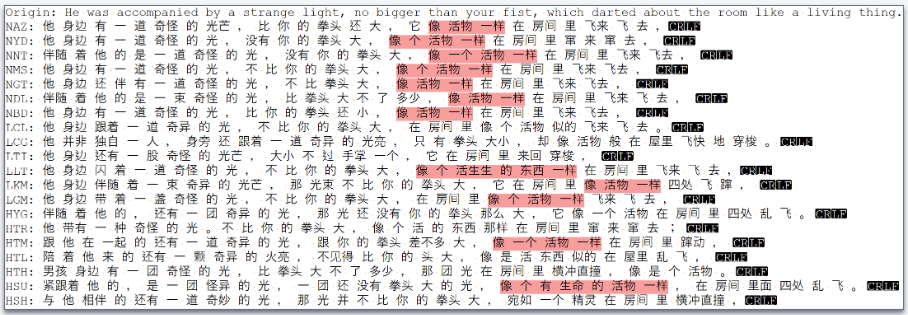 Origin: He was accompanied by a strange light, no bigger than your fist, which darted about the room like a living thing.
NAZ: 他 身边 有 一 道 奇怪 的 光芒 , 比 你 的 拳头 还 大 , 它 像 活物 一样 在 房间 里 飞来 飞 去 , CRLF
NYD: 他 身边 有 一 道 奇怪 的 光 , 没有 你 的 拳头 大 , 像 个 活物 一样 在 房间 里 窜 来 窜 去 , CRLF
NNT: 伴随 着 他 的 是 一 道 奇怪 的 光 , 没有 你 的 拳头 大 , 像 一个 活物 一样 在 房间 里 飞来 飞去 , CRLF
NMS: 他 身边 有 一 道 奇怪 的 光 , 不 比 你 的 拳头 大 , 像 个 活物 一样 在 房间 里 飞来 飞去 , CRLF
NGT: 他 身边 还 伴 有 一 道 奇怪 的 光 , 不 比 拳头 大 , 像 活物 一样 在 房间 里 飞来 飞去 , CRLF
NDL: 伴随 着 他 的 是 一 束 奇怪 的 光 , 比 拳头 大 不 了 多少 , 像 活物 一样 在 房间 里 飞来 飞 去 , CRLF
NBD: 他 身边 有 一 道 奇怪 的 光 , 比 你 的 拳头 还 小 , 像 活物 一样 在 房间 里 飞来 飞去 , CRLF
LCL: 他 身边 跟着 一 道 奇异 的 光 , 不 比 你 的 拳头 大 , 在 房间 里 像 个 活物 似的 飞来 飞 去 。 CRLF
LCC: 他 并非 独自 一 人 , 身旁 还 跟着 一 道 奇异 的 光亮 , 只 有 拳头 大小 , 却 像 活物 般 在 屋里 飞快 地 穿梭 。 CRLF
LTI: 他 身边 还有 一 股 奇怪 的 光芒 , 大小 不 过 手掌 一个 , 它 在 房间 里 来回 穿梭 , CRLF
LLT: 他 身边 闪 着 一 道 奇怪 的 光 , 不 比 你 的 拳头 大 , 像 个 活生生 的 东西 一样 在 房间 里 飞来 飞 去 , CRLF
LKM: 他 身边 伴随 着 一 束 奇异 的 光芒 , 那 光束 不 比 你 的 拳头 大 , 它 在 房间 里 像 活物 一样 四处 飞 蹿 , CRLF
LGM: 他 身边 带 着 一 盏 奇怪 的 光 , 不 比 你 的 拳头 大 , 在 房间 里 像 个 活物 一样 飞来 飞 去 , CRLF
HYG: 伴随 着 他 的 , 还有 一 团 奇异 的 光 , 那 光 还 没有 你 的 拳头 那么 大 , 它 像 一个 活物 在 房间 里 四处 乱 飞 。 CRLF
HTR: 他 带有 一 种 奇怪 的 光 。 不 比 你 的 拳头 大 , 像 个 活 的 东西 那样 在 房间 里 窜 来 窜 去 ; CRLF
HTM: 跟 他 在 一起 的 还有 一 道 奇异 的 光 , 跟 你 的 拳头 差不多 大 , 像 一个 活物 一样 在 房间 里 蹿动 , CRLF
HTL: 陪着 他 来 的 还有 一 颗 奇异 的 火亮 , 不见得 比 你 的 头 大 , 像 是 活 东西 似的 在 屋里 乱 飞 , CRLF
HTH: 男孩 身边 有 一 团 奇怪 的 光 , 比 拳头 大 不 了 多少 , 那 团 光 在 房间 里 横冲直撞 , 像 是 个 活物 。 CRLF
HSU: 紧跟着 他 的 , 是 一 团 怪异 的 光 , 一 团 还 没有 拳头 大 的 光 , 像 个 有 生命 的 活物 一样 , 在 房间 里面 四处 乱 飞 。 CRLF
HSH: 与 他 相伴 的 还有 一 道 奇妙 的 光 , 那 光 并 不 比 你 的 拳头 大 , 宛如 一个 精灵 在 房间 里 横冲直撞 , CRLF